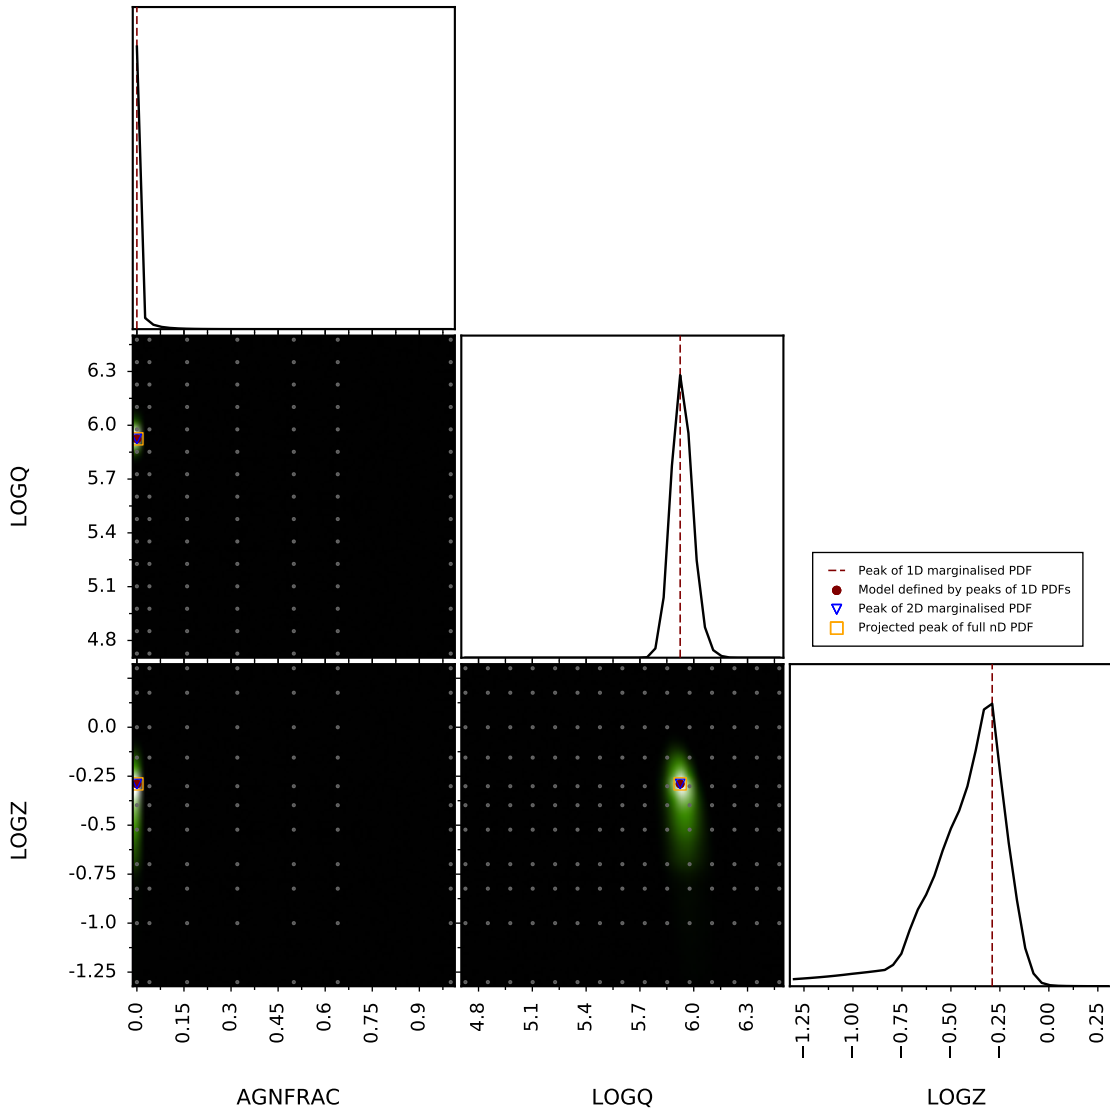 6.3
6.0
5.7
5.4
5.1
4.8
LOGQ
Peak of 1D marginalised PDF
Model defined by peaks of 1D PDFs
Peak of 2D marginalised PDF
Projected peak of full nD PDF
0.0
-0.25
-0.5
-0.75
-1.0
-1.25
LOGZ
0.0 0.15 0.3 0.45 0.6 0.75 0.9
4.8 5.1 5.4 5.7 6.0 6.3
−1.25 −1.00 −0.75 −0.50 −0.25 0.00 0.25
AGNFRAC LOGQ LOGZ